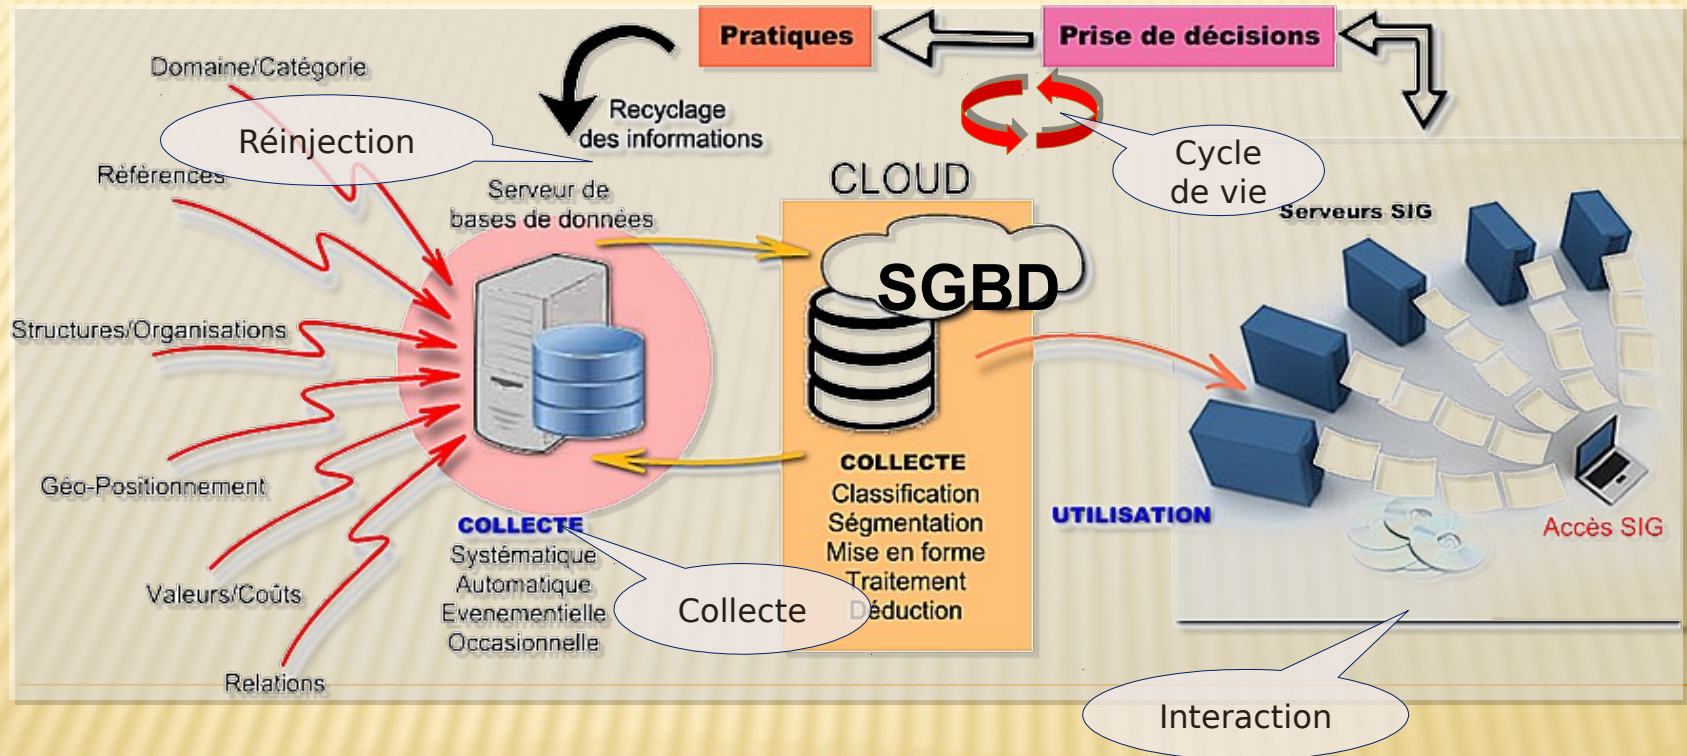 Pratiques
Prise de décisions
Domaine/Catégorie
Recyclage
des informations
Réinjection
Cycle
de vie
Références
CLOUD
Serveur de
bases de données
Serveurs SIG
SGBD
Structures/Organisations
Géo-Positionnement
Valeurs/Coûts
Relations
COLLECTE
Systématique
Automatique
Evenementielle
Occasionnelle
Collecte
COLLECTE
Classification
Ségmentation
Mise en forme
Traitement
Déduction
UTILISATION
Accès SIG
Interaction